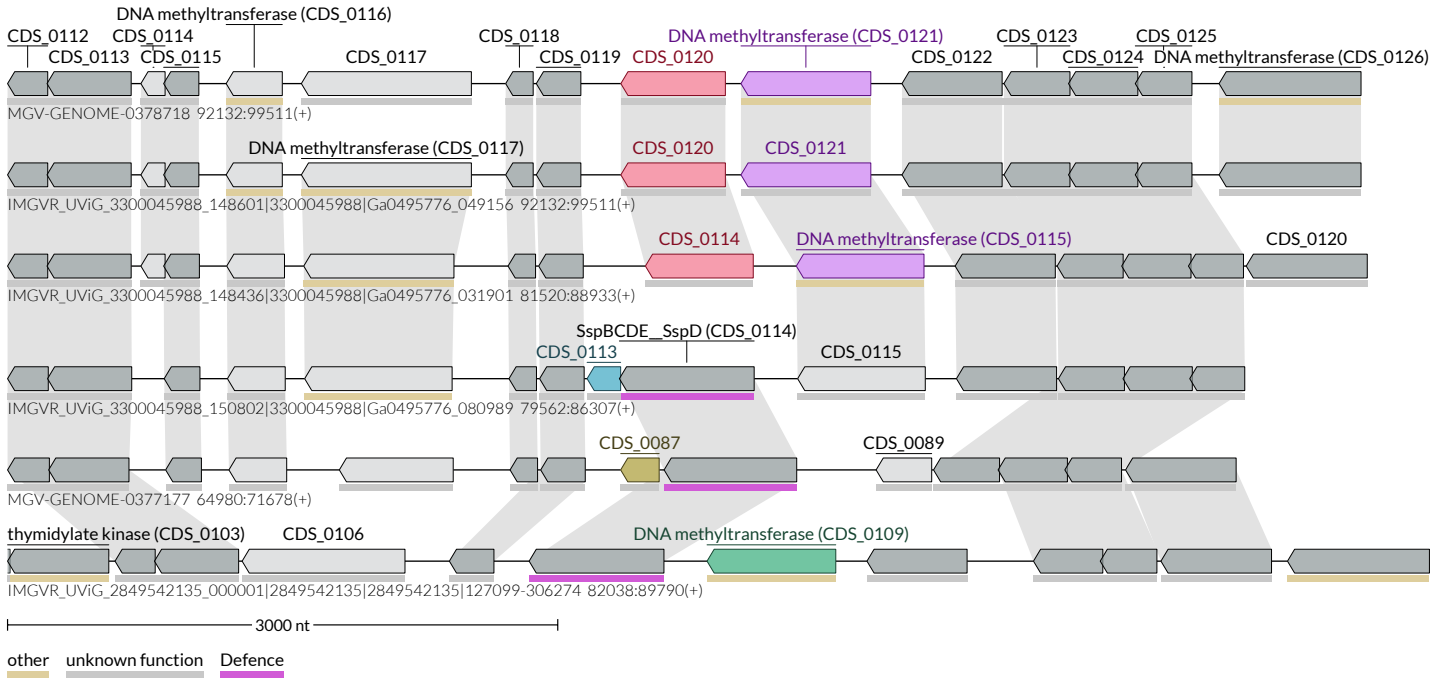 DNA methyltransferase (CDS_0116)
CDS_0112 CDS_0114 CDS_0118 DNA methyltransferase (CDS_0121) CDS_0123 CDS_0125
CDS_0113 CDS_0115 CDS_0117 CDS_0119 CDS_0120 CDS_0122 CDS_0124 DNA methyltransferase (CDS_0126)
MGV-GENOME-0378718 92132:99511(+)
DNA methyltransferase (CDS_0117) CDS_0120 CDS_0121
IMGVR_UViG_3300045988_148601|3300045988|Ga0495776_049156 92132:99511(+)
CDS_0114 DNA methyltransferase (CDS_0115) CDS_0120
IMGVR_UViG_3300045988_148436|3300045988|Ga0495776_031901 81520:88933(+)
SspBCDE__SspD (CDS_0114)
CDS_0113 CDS_0115
IMGVR_UViG_3300045988_150802|3300045988|Ga0495776_080989 79562:86307(+)
CDS_0087 CDS_0089
MGV-GENOME-0377177 64980:71678(+)
thymidylate kinase (CDS_0103) CDS_0106 DNA methyltransferase (CDS_0109)
IMGVR_UViG_2849542135_000001|2849542135|2849542135|127099-306274 82038:89790(+)
3000 nt
other unknown function Defence